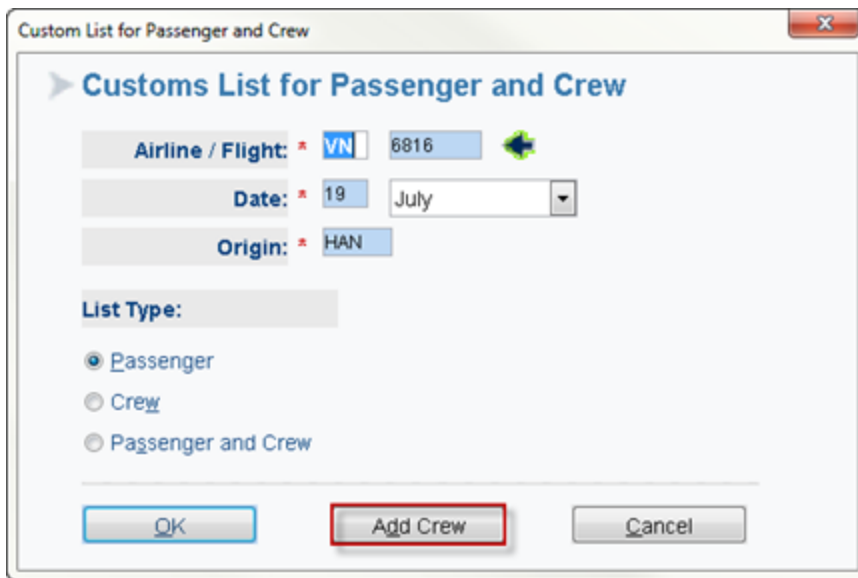 Custom List for Passenger and Crew
Customs List for Passenger and Crew
Airline / Flight: * VN 6816
Date: * 19 July
Origin: * HAN
List Type:
Passenger
Crew
Passenger and Crew
OK Add Crew Cancel